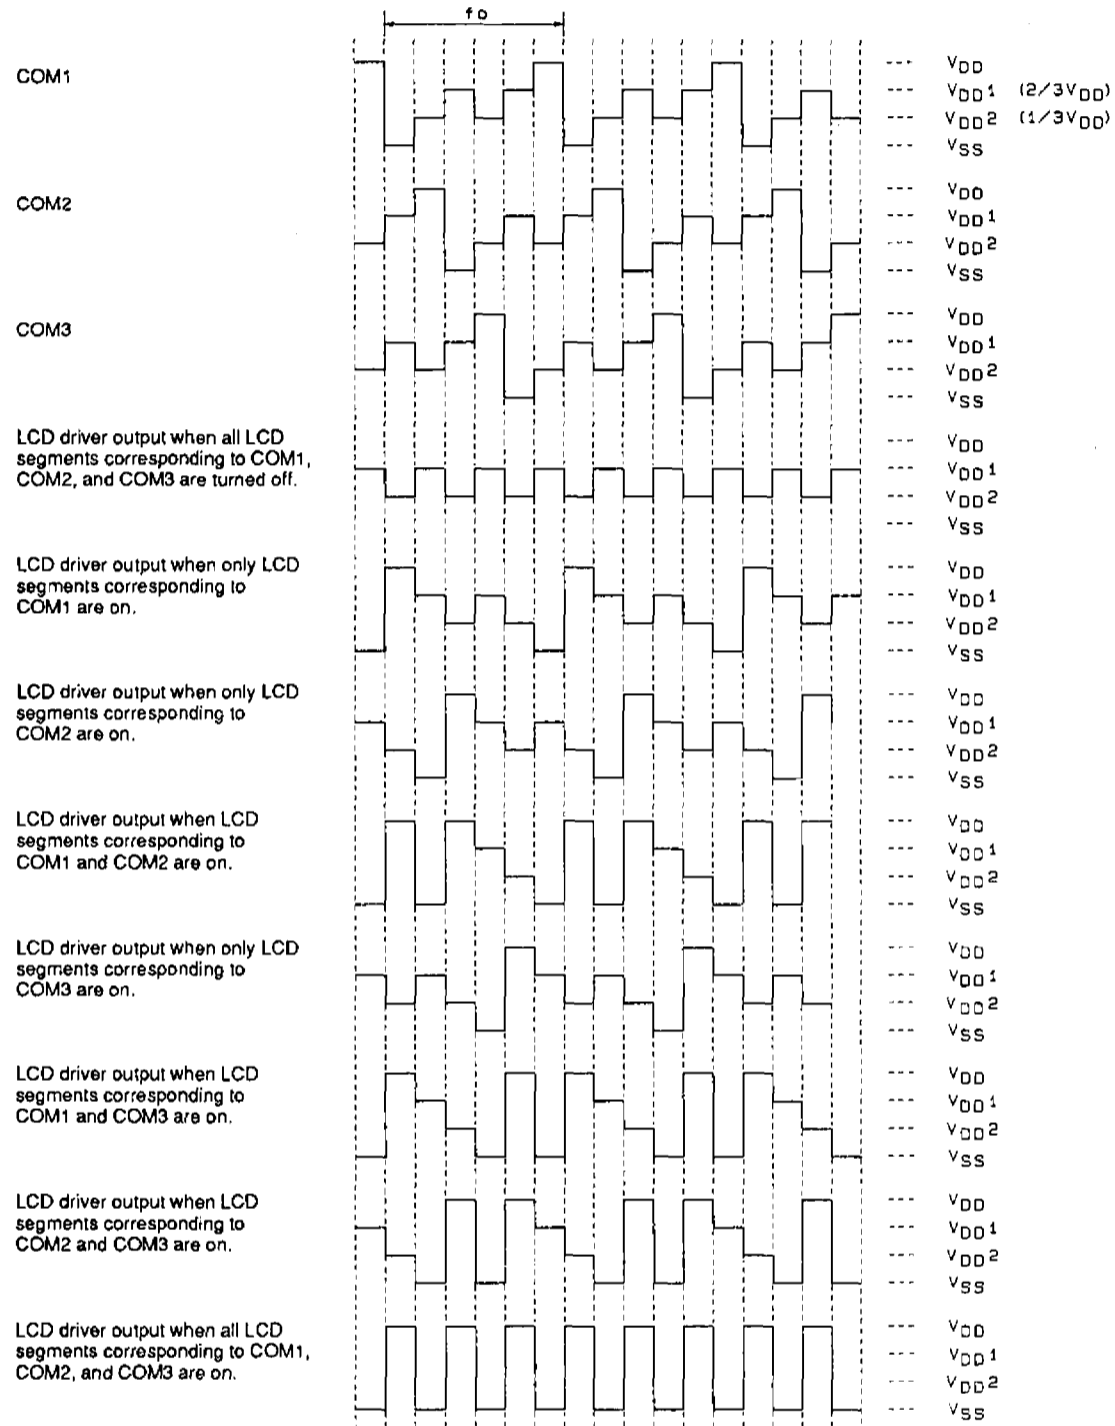 fo
COM1
--- VDD
--- VDD1 (2/3VDD)
--- VDD2 (1/3VDD)
--- VSS
COM2
--- VDD
--- VDD1
--- VDD2
--- VSS
COM3
--- VDD
--- VDD1
--- VDD2
--- VSS
LCD driver output when all LCD
segments corresponding to COM1,
COM2, and COM3 are turned off.
--- VDD
--- VDD1
--- VDD2
--- VSS
LCD driver output when only LCD
segments corresponding to
COM1 are on.
--- VDD
--- VDD1
--- VDD2
--- VSS
LCD driver output when only LCD
segments corresponding to
COM2 are on.
--- VDD
--- VDD1
--- VDD2
--- VSS
LCD driver output when LCD
segments corresponding to
COM1 and COM2 are on.
--- VDD
--- VDD1
--- VDD2
--- VSS
LCD driver output when only LCD
segments corresponding to
COM3 are on.
--- VDD
--- VDD1
--- VDD2
--- VSS
LCD driver output when LCD
segments corresponding to
COM1 and COM3 are on.
--- VDD
--- VDD1
--- VDD2
--- VSS
LCD driver output when LCD
segments corresponding to
COM2 and COM3 are on.
--- VDD
--- VDD1
--- VDD2
--- VSS
LCD driver output when all LCD
segments corresponding to COM1,
COM2, and COM3 are on.
--- VDD
--- VDD1
--- VDD2
--- VSS